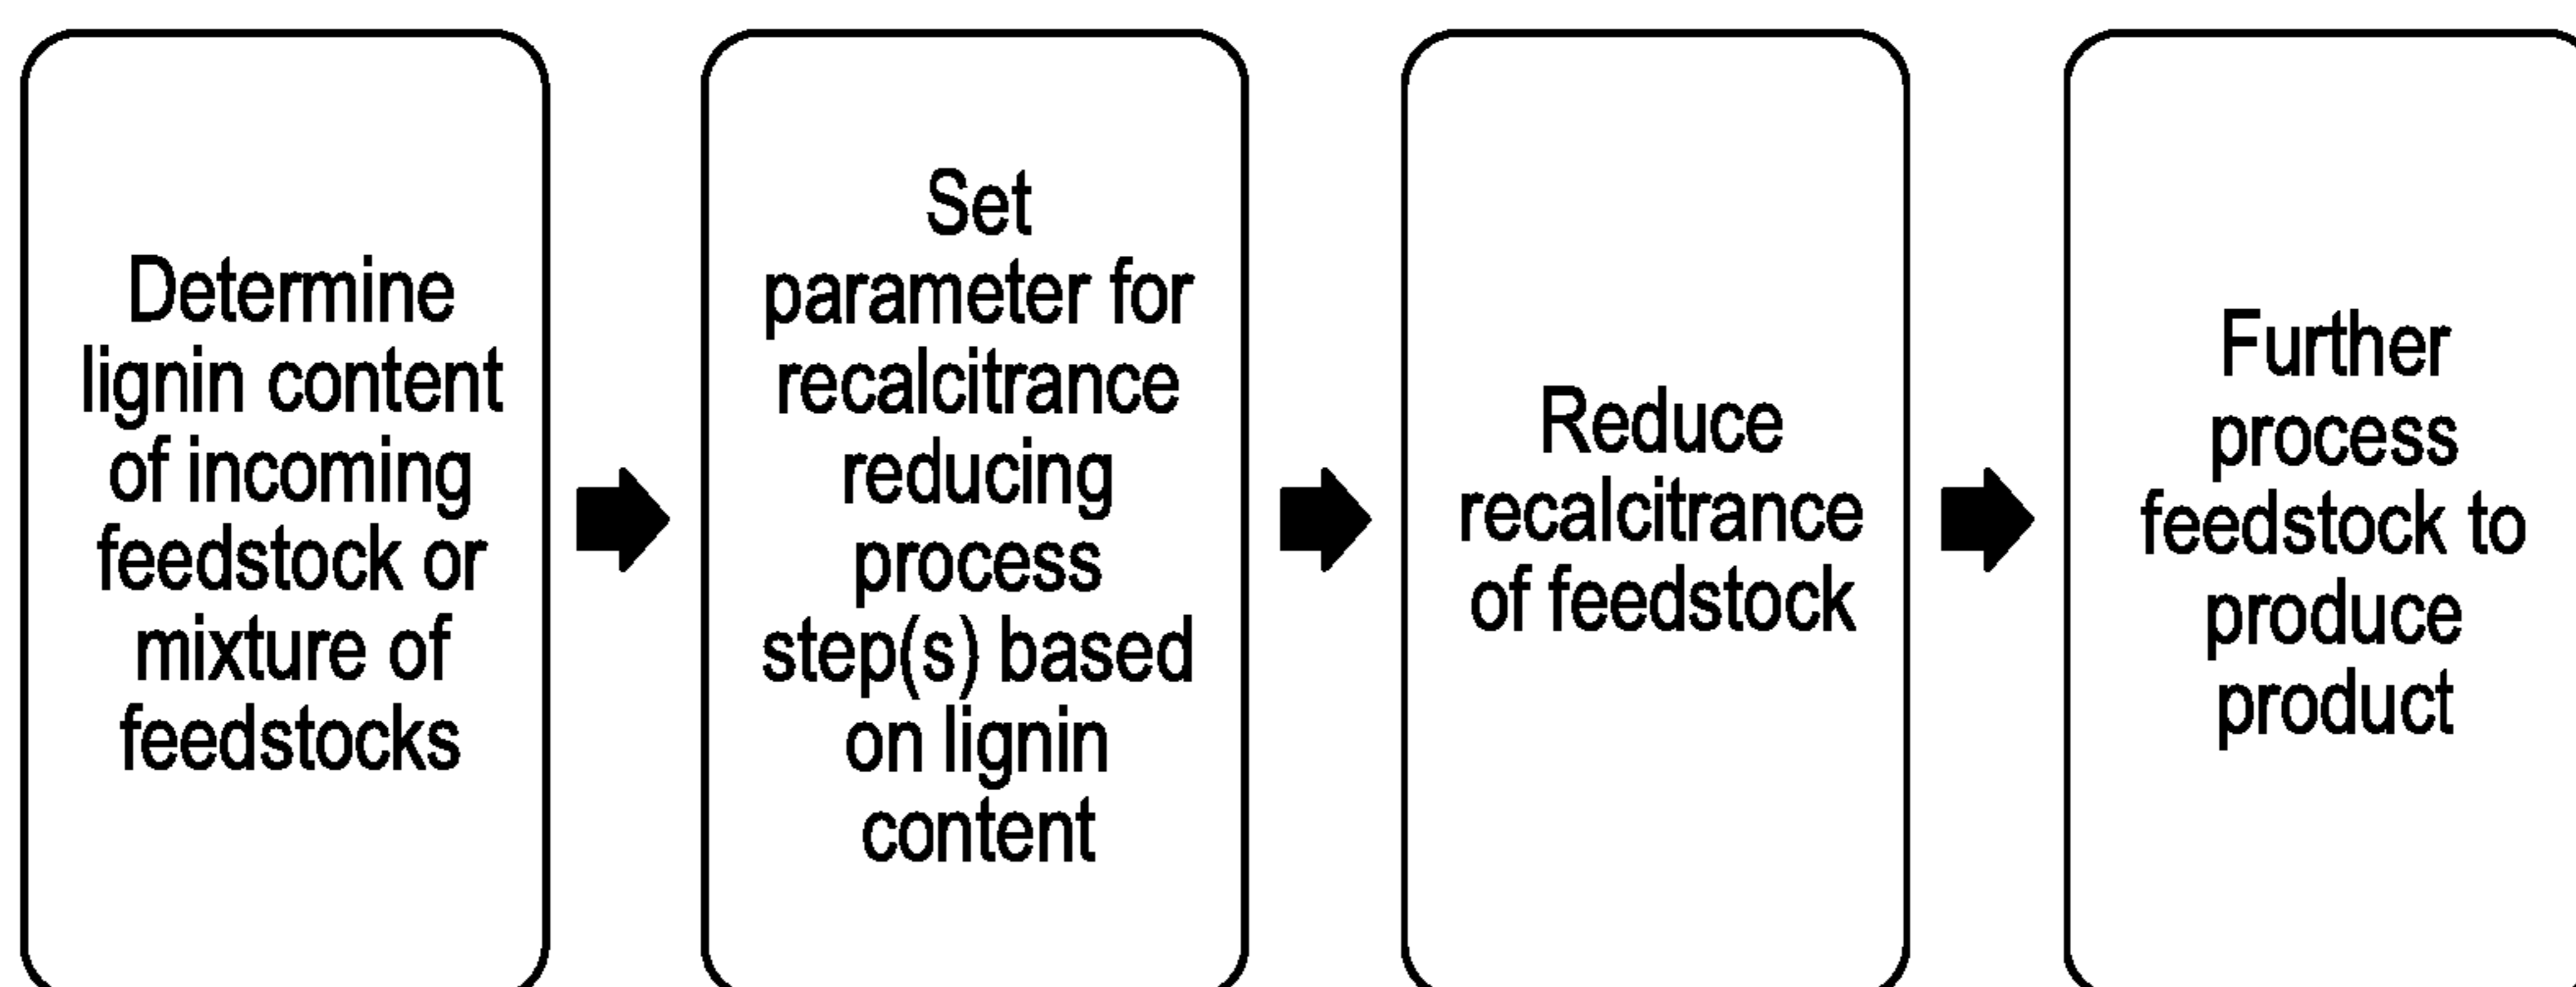 Determine
lignin content
of incoming
feedstock or
mixture of
feedstocks
Set
parameter for
recalcitrance
reducing
process
step(s) based
on lignin
content
Reduce
recalcitrance
of feedstock
Further
process
feedstock to
produce
product